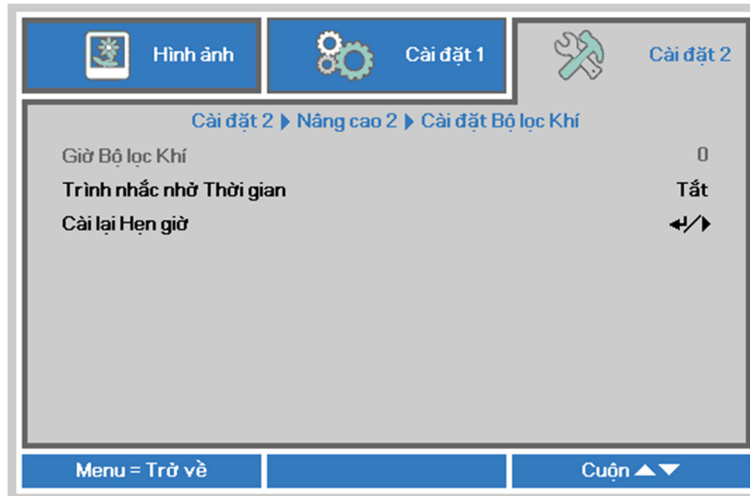 Hình ảnh
Cài đặt 1
Cài đặt 2
Cài đặt 2 ▶ Nâng cao 2 ▶ Cài đặt Bộ lọc Khí
Giờ Bộ lọc Khí 0
Trình nhắc nhở Thời gian Tắt
Cài lại Hẹn giờ ↵/▶
Menu = Trở về
Cuộn ▲▼